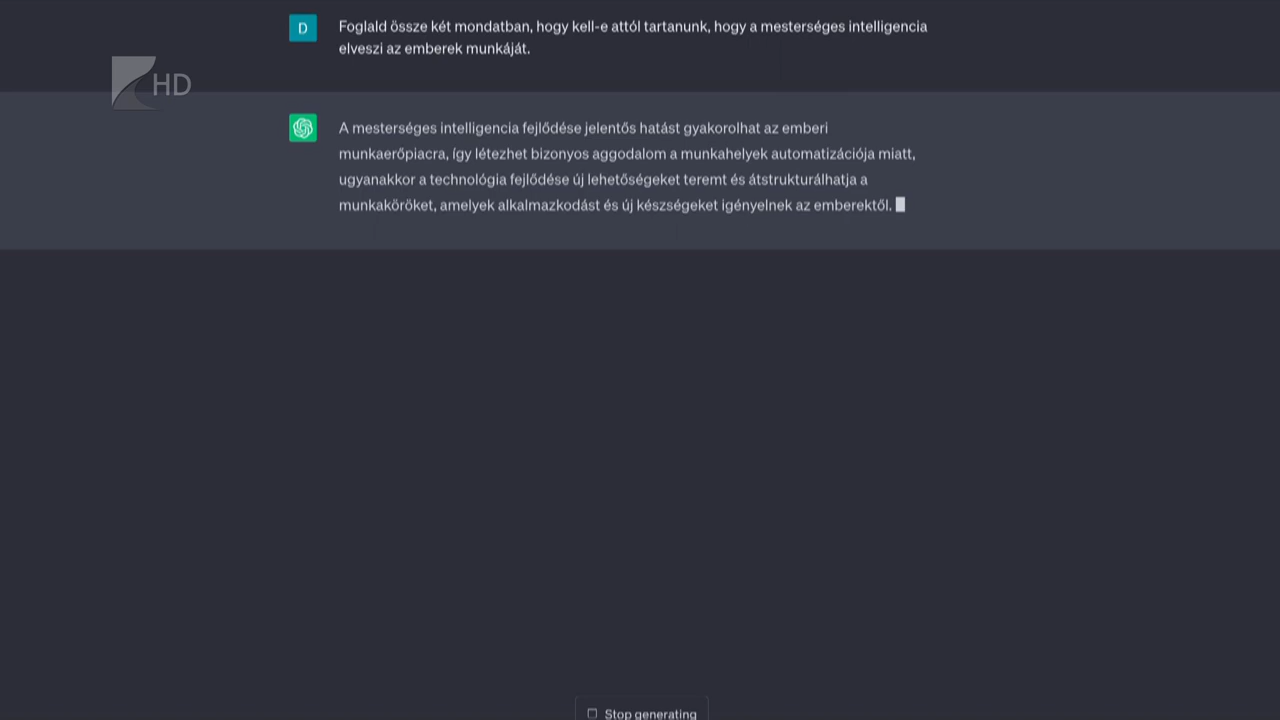 D
Foglald össze két mondatban, hogy kell-e attól tartanunk, hogy a mesterséges intelligencia
elveszi az emberek munkáját.
HD
A mesterséges intelligencia fejlődése jelentős hatást gyakorolhat az emberi
munkaerőpiacra, így létezhet bizonyos aggodalom a munkahelyek automatizációja miatt,
ugyanakkor a technológia fejlődése új lehetőségeket teremt és átstrukturálhatja a
munkaköröket, amelyek alkalmazkodást és új készségeket igényelnek az emberektől.
Stop generating